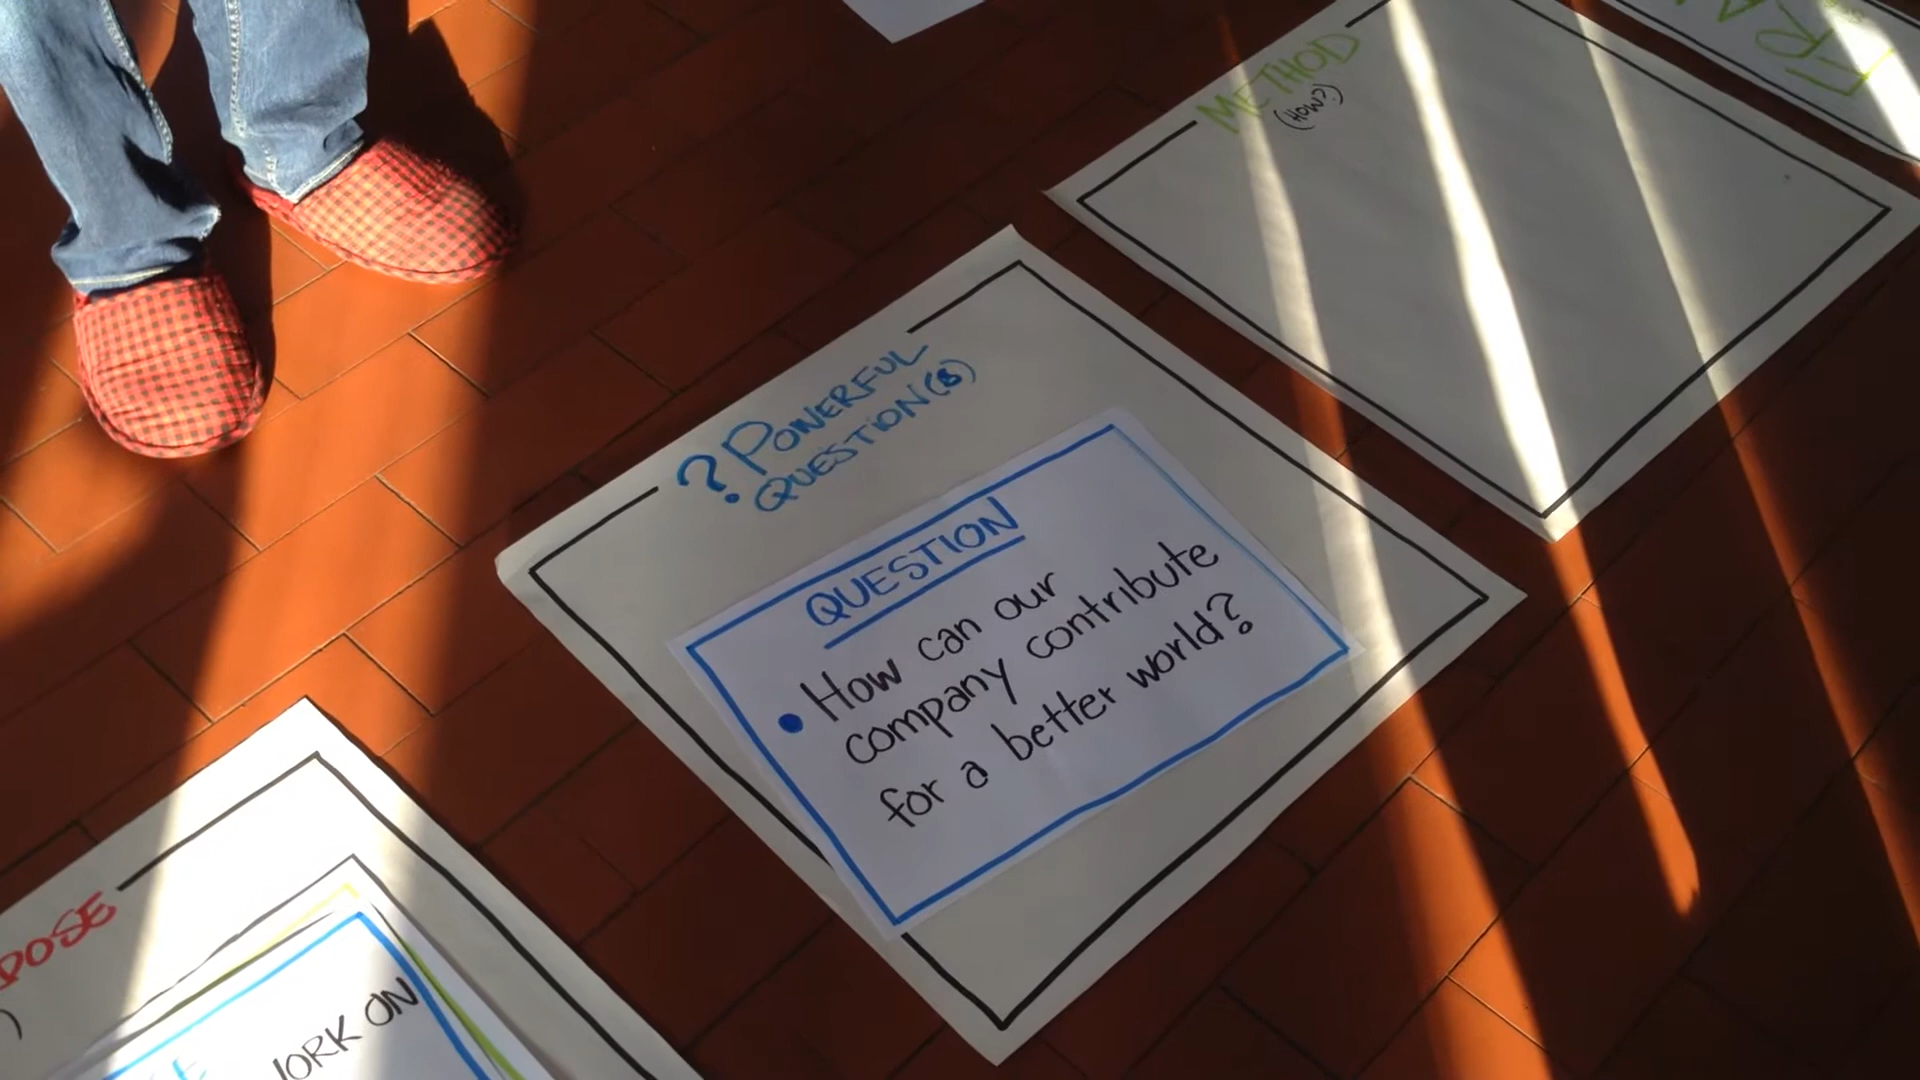 METHOD
(HOW?)
? POWERFUL
QUESTION(S)
QUESTION
• How can our
company contribute
for a better world?
POSE
)
ORK ON